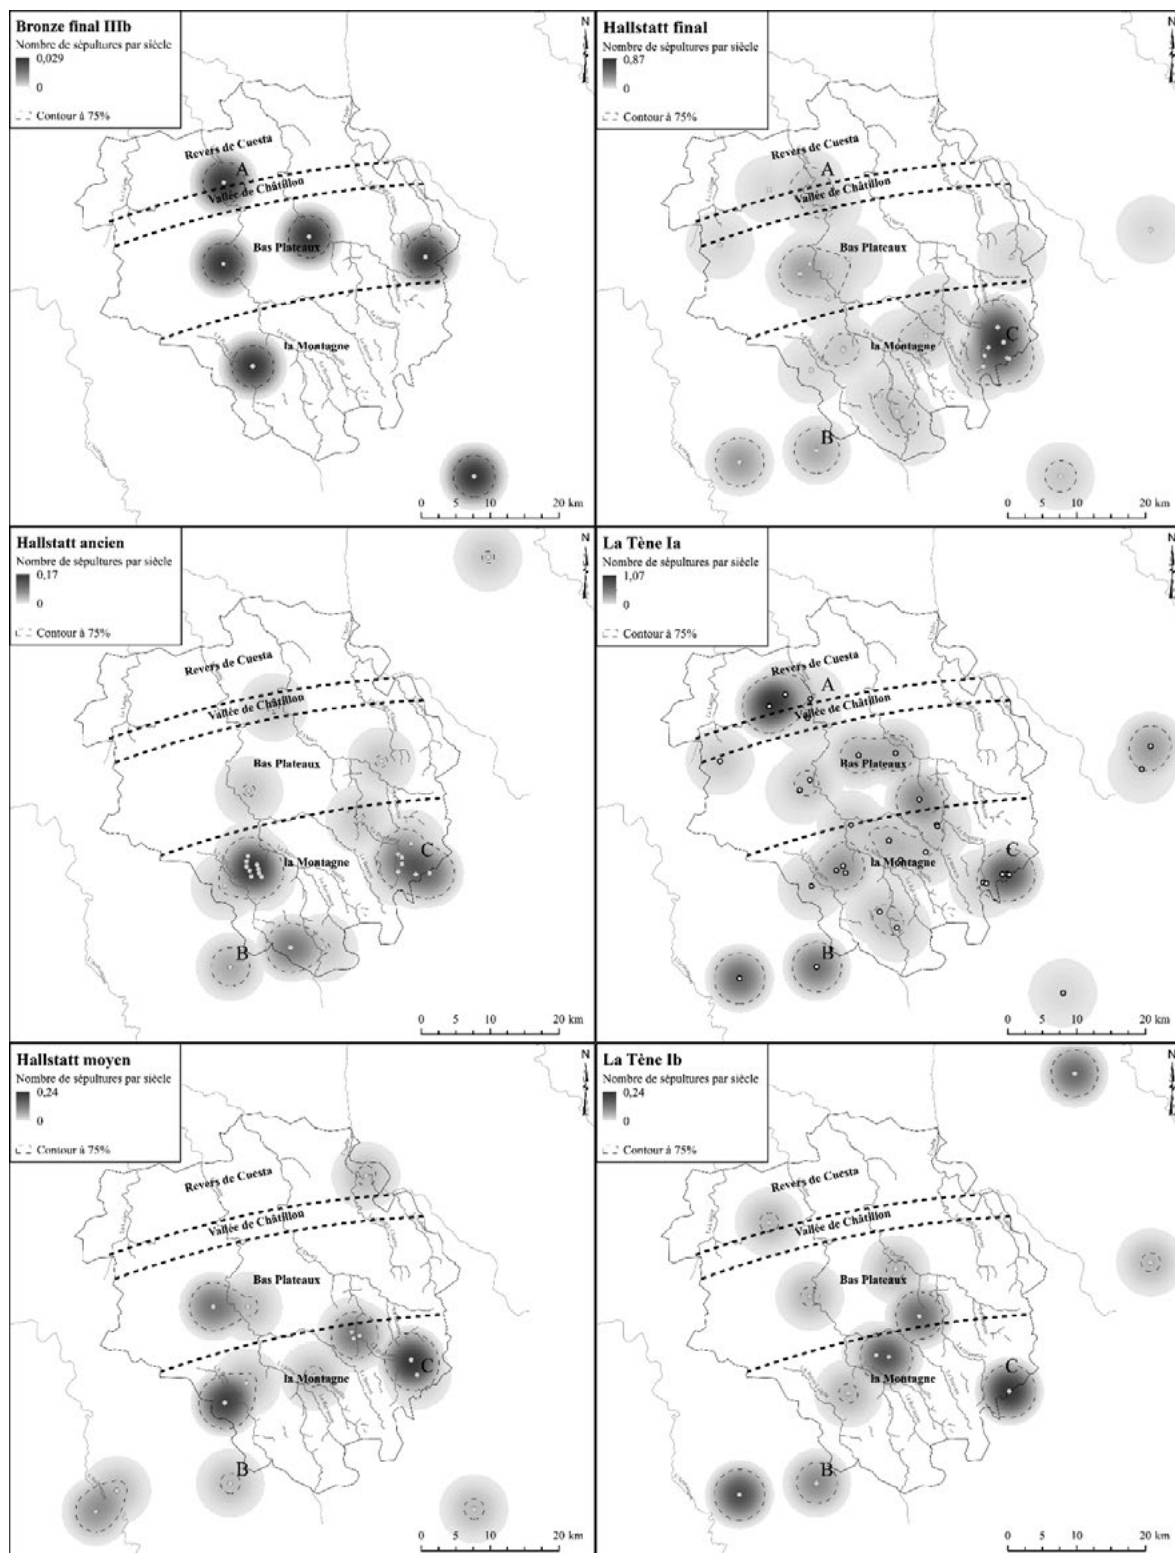 Bronze final IIIb
Nombre de sépultures par siècle
0,029
0
Contour à 75%
N
Revers de Cuesta
A
Vallée de Châtillon
Bas Plateaux
la Montagne
0 5 10 20 km
Hallstatt final
Nombre de sépultures par siècle
0,87
0
Contour à 75%
N
Revers de Cuesta
A
Vallée de Châtillon
Bas Plateaux
C
la Montagne
B
0 5 10 20 km
Hallstatt ancien
Nombre de sépultures par siècle
0,17
0
Contour à 75%
N
Revers de Cuesta
Vallée de Châtillon
Bas Plateaux
C
la Montagne
B
0 5 10 20 km
La Tène Ia
Nombre de sépultures par siècle
1,07
0
Contour à 75%
N
Revers de Cuesta
A
Vallée de Châtillon
Bas Plateaux
C
la Montagne
B
0 5 10 20 km
Hallstatt moyen
Nombre de sépultures par siècle
0,24
0
Contour à 75%
N
Revers de Cuesta
Vallée de Châtillon
Bas Plateaux
C
la Montagne
B
0 5 10 20 km
La Tène Ib
Nombre de sépultures par siècle
0,24
0
Contour à 75%
N
Revers de Cuesta
Vallée de Châtillon
Bas Plateaux
C
la Montagne
B
0 5 10 20 km